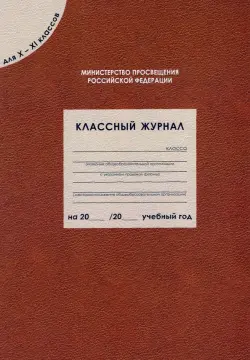 для X – XI классов
МИНИСТЕРСТВО ПРОСВЕЩЕНИЯ
РОССИЙСКОЙ ФЕДЕРАЦИИ
КЛАССНЫЙ ЖУРНАЛ
класса
на 20 /20 учебный год